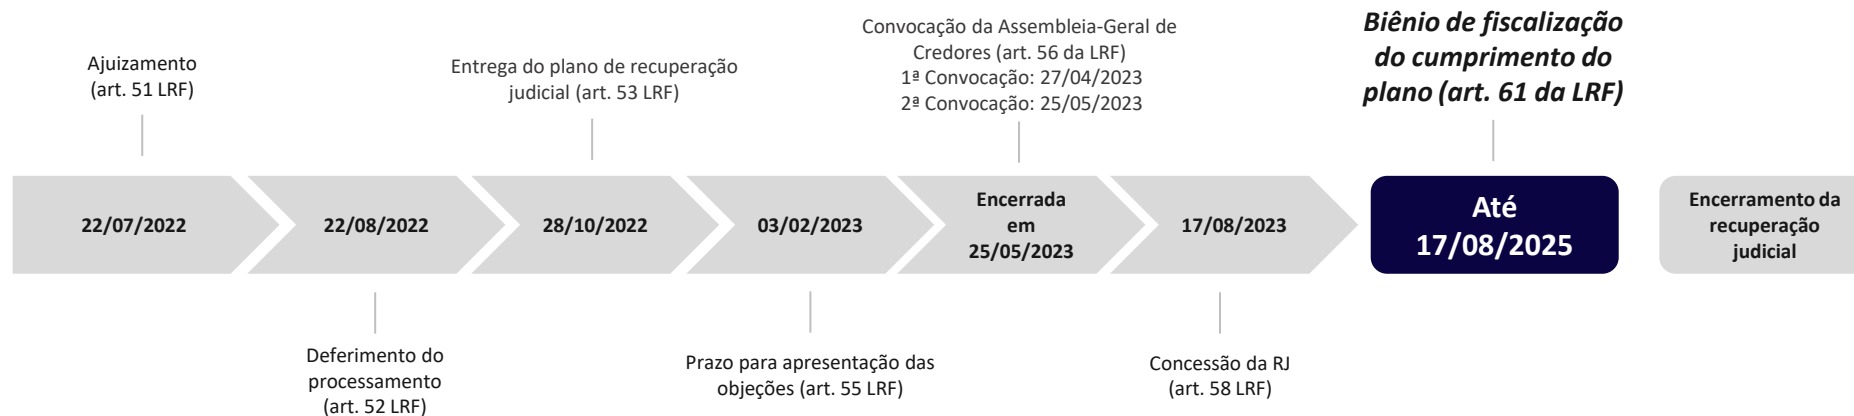 Ajuizamento
(art. 51 LRF)
Entrega do plano de recuperação
judicial (art. 53 LRF)
Convocação da Assembleia-Geral de
Credores (art. 56 da LRF)
1ª Convocação: 27/04/2023
2ª Convocação: 25/05/2023
Biênio de fiscalização
do cumprimento do
plano (art. 61 da LRF)
22/07/2022
22/08/2022
28/10/2022
03/02/2023
Encerrada
em
25/05/2023
17/08/2023
Até
17/08/2025
Encerramento da
recuperação
judicial
Deferimento do
processamento
(art. 52 LRF)
Prazo para apresentação das
objeções (art. 55 LRF)
Concessão da RJ
(art. 58 LRF)